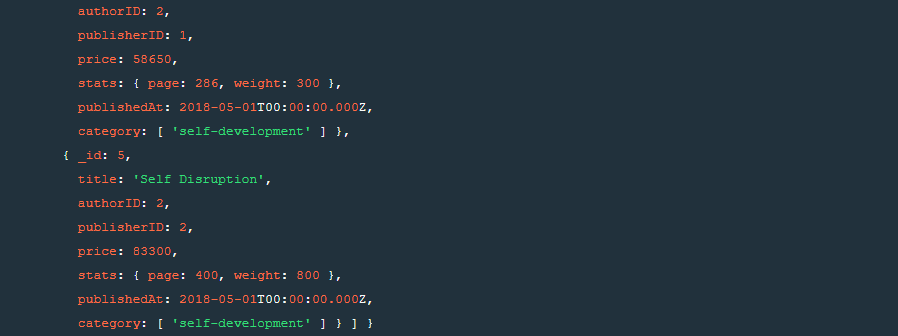 authorID: 2,
publisherID: 1,
price: 58650,
stats: { page: 286, weight: 300 },
publishedAt: 2018-05-01T00:00:00.000Z,
category: [ 'self-development' ] },
{ _id: 5,
title: 'Self Disruption',
authorID: 2,
publisherID: 2,
price: 83300,
stats: { page: 400, weight: 800 },
publishedAt: 2018-05-01T00:00:00.000Z,
category: [ 'self-development' ] } ] }